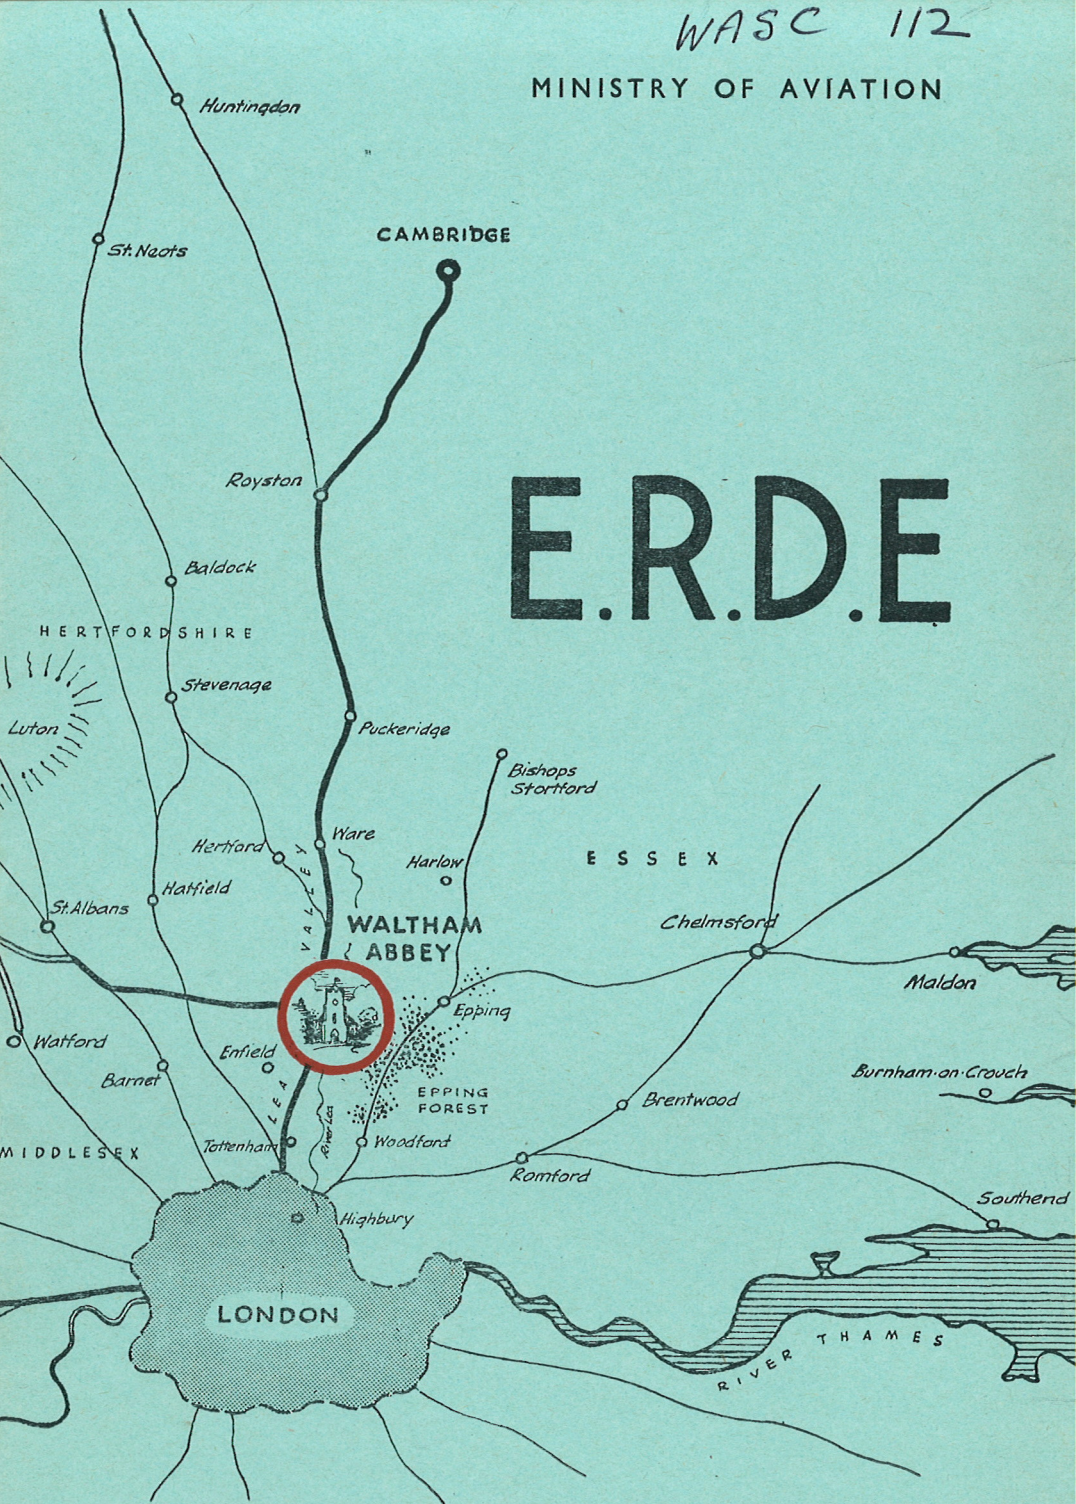 WASC 112
MINISTRY OF AVIATION
Huntingdon
CAMBRIDGE
St. Neots
Royston
E.R.D.E
Baldock
HERTFORDSHIRE
Stevenage
Luton
Puckeridge
Bishops
Stortford
Ware
Hertford
Harlow
ESSEX
Hatfield
St. Albans
VALLEY
WALTHAM
ABBEY
Chelmsford
Maldon
Epping
Watford
Enfield
Barnet
LEA
EPPING
FOREST
Burnham-on-Crouch
Brentwood
River Lea
Tottenham
Woodford
MIDDLESEX
Romford
Southend
Highbury
LONDON
RIVER THAMES